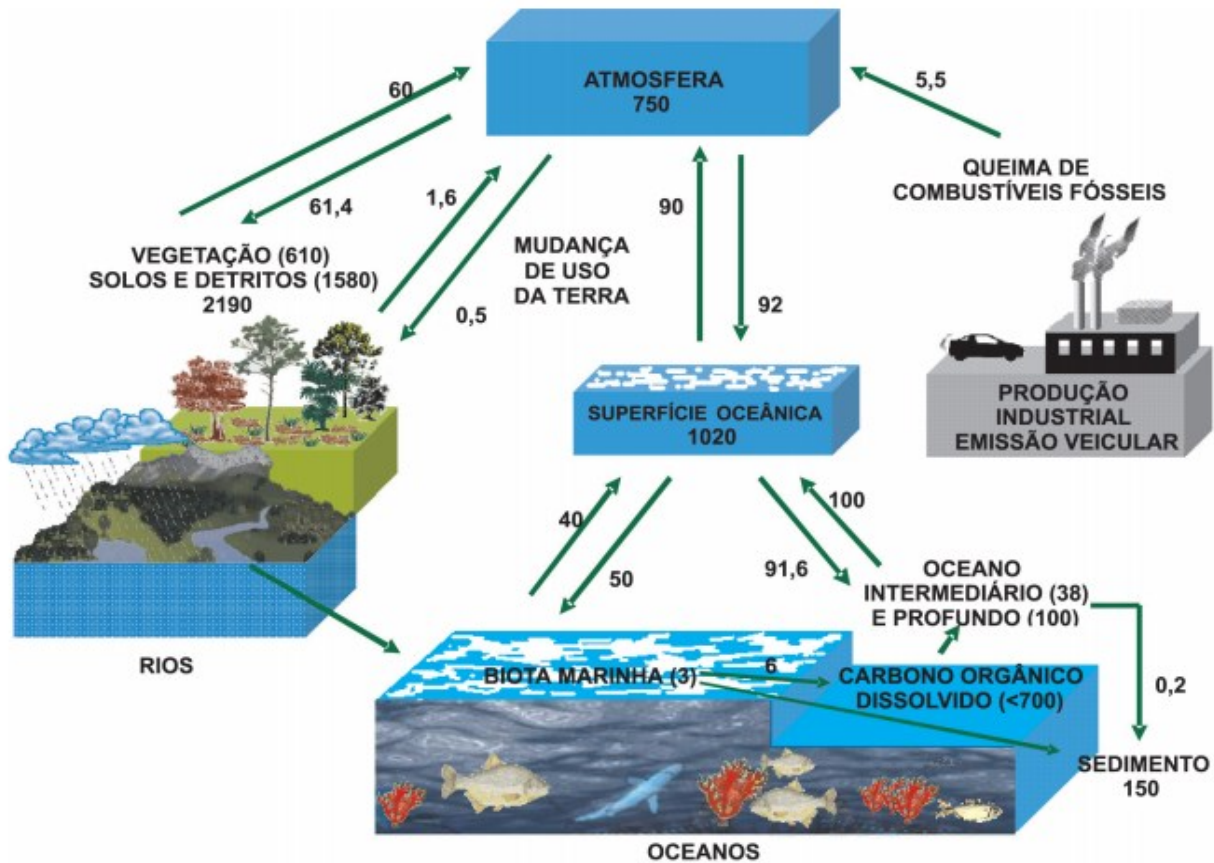 ATMOSFERA
750
60
5,5
61,4
1,6
0,5
MUDANÇA
DE USO
DA TERRA
90
92
QUEIMA DE
COMBUSTÍVEIS FÓSSEIS
VEGETAÇÃO (610)
SOLOS E DETRITOS (1580)
2190
SUPERFÍCIE OCEÂNICA
1020
PRODUÇÃO
INDUSTRIAL
EMISSÃO VEICULAR
40
50
91,6
100
OCEANO
INTERMEDIÁRIO (38)
E PROFUNDO (100)
RIOS
BIOTA MARINHA (3)
6
CARBONO ORGÂNICO
DISSOLVIDO (<700)
0,2
SEDIMENTO
150
OCEANOS